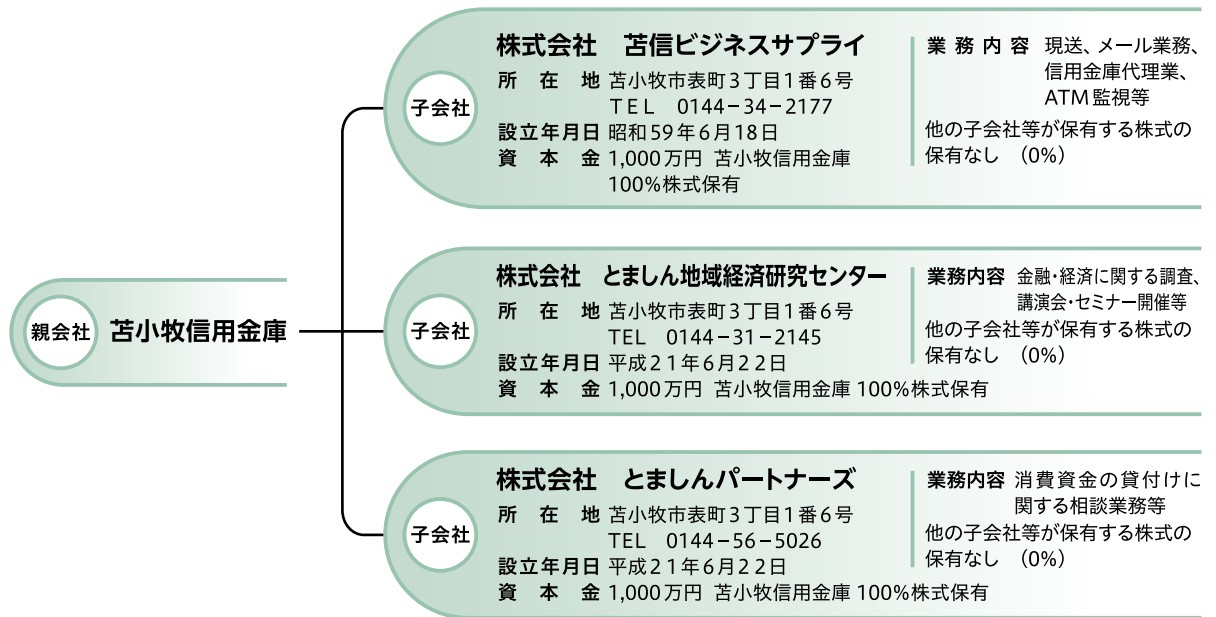 親会社 苫小牧信用金庫
子会社
株式会社 苫信ビジネスサプライ
所在地 苫小牧市表町3丁目1番6号
TEL 0144-34-2177
設立年月日 昭和59年6月18日
資本金 1,000万円 苫小牧信用金庫
100%株式保有
業務内容 現送、メール業務、
信用金庫代理業、
ATM監視等
他の子会社等が保有する株式の
保有なし (0%)
子会社
株式会社 とましん地域経済研究センター
所在地 苫小牧市表町3丁目1番6号
TEL 0144-31-2145
設立年月日 平成21年6月22日
資本金 1,000万円 苫小牧信用金庫 100%株式保有
業務内容 金融・経済に関する調査、
講演会・セミナー開催等
他の子会社等が保有する株式の
保有なし (0%)
子会社
株式会社 とましんパートナーズ
所在地 苫小牧市表町3丁目1番6号
TEL 0144-56-5026
設立年月日 平成21年6月22日
資本金 1,000万円 苫小牧信用金庫 100%株式保有
業務内容 消費資金の貸付けに
関する相談業務等
他の子会社等が保有する株式の
保有なし (0%)